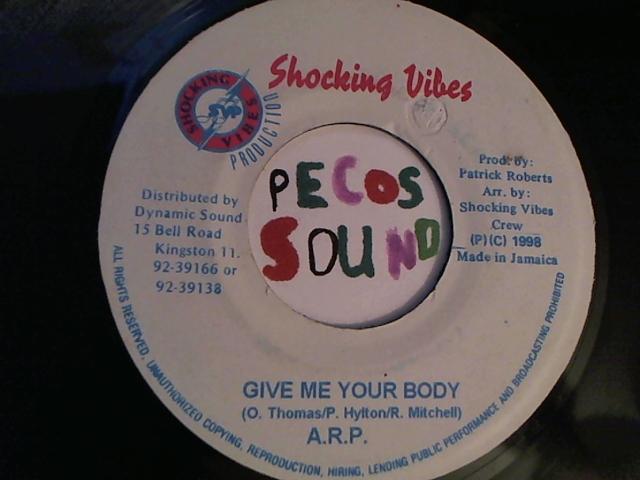 Shocking Vibes
SHOCKING VIBES
PRODUCTION
PECOS
SOUND
Distributed by
Dynamic Sound
15 Bell Road
Kingston 11.
92-39166 or
92-39138
Prod. by:
Patrick Roberts
Arr. by:
Shocking Vibes
Crew
(P)(C) 1998
Made in Jamaica
GIVE ME YOUR BODY
(O. Thomas/P. Hylton/R. Mitchell)
A.R.P.
ALL RIGHTS RESERVED, UNAUTHORIZED COPYING, REPRODUCTION, HIRING, LENDING PUBLIC PERFORMANCE AND BROADCASTING PROHIBITED